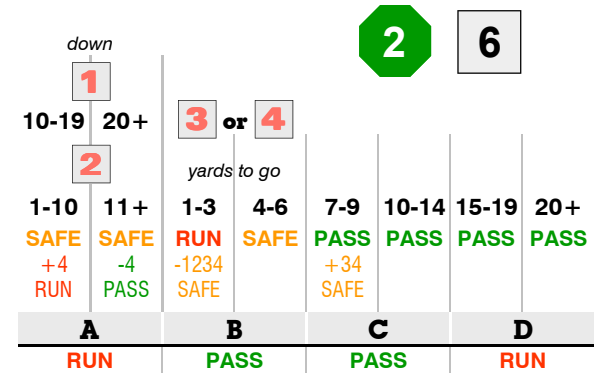 2 6
down
1
10-19 20+ 3 or 4
2 yards to go
1-10 11+ 1-3 4-6 7-9 10-14 15-19 20+
SAFE SAFE RUN SAFE PASS PASS PASS PASS
+4 -4 -1234 +34
RUN PASS SAFE SAFE
A B C D
RUN PASS PASS RUN